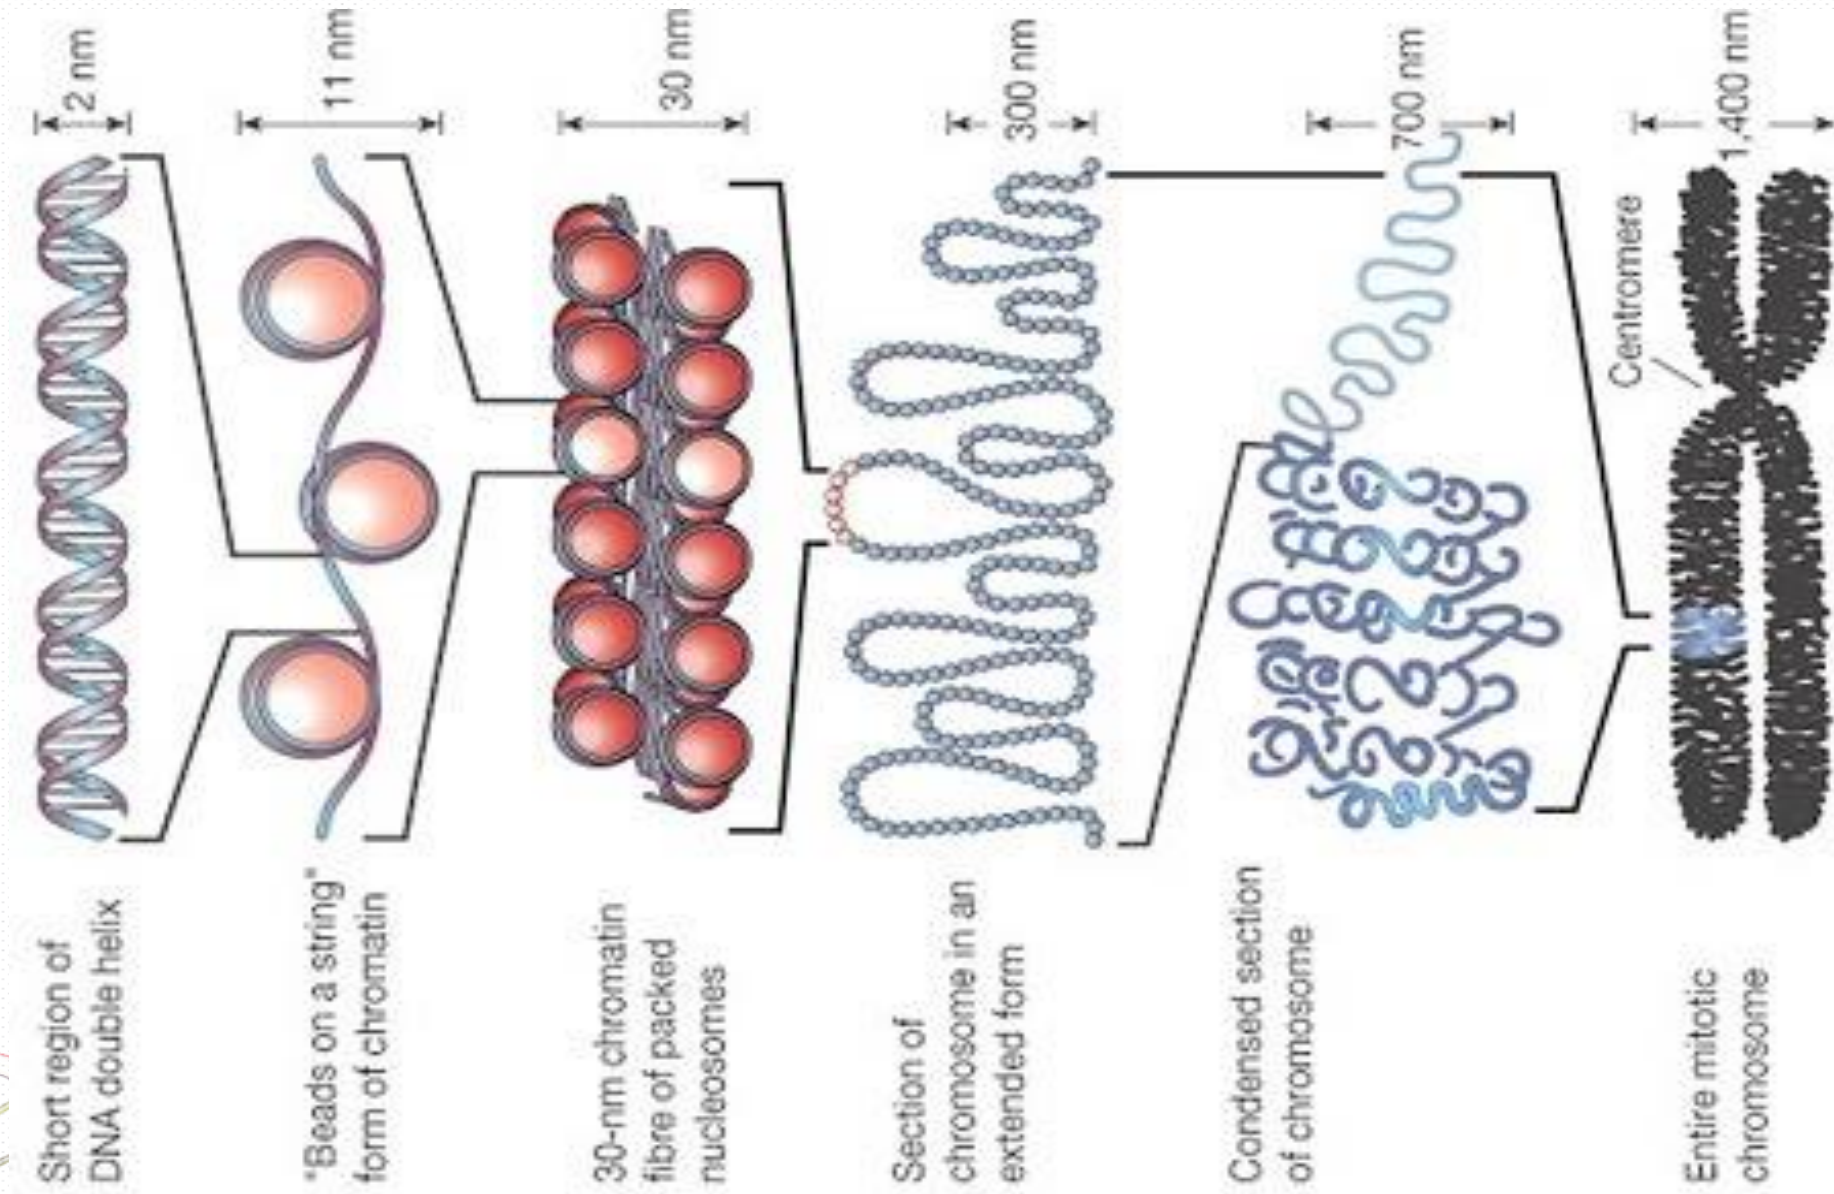 Short region of
DNA double helix
2 nm
"Beads on a string"
form of chromatin
11 nm
30-nm chromatin
fibre of packed
nucleosomes
30 nm
Section of
chromosome in an
extended form
300 nm
Condensed section
of chromosome
700 nm
Entire mitotic
chromosome
Centromere
1,400 nm